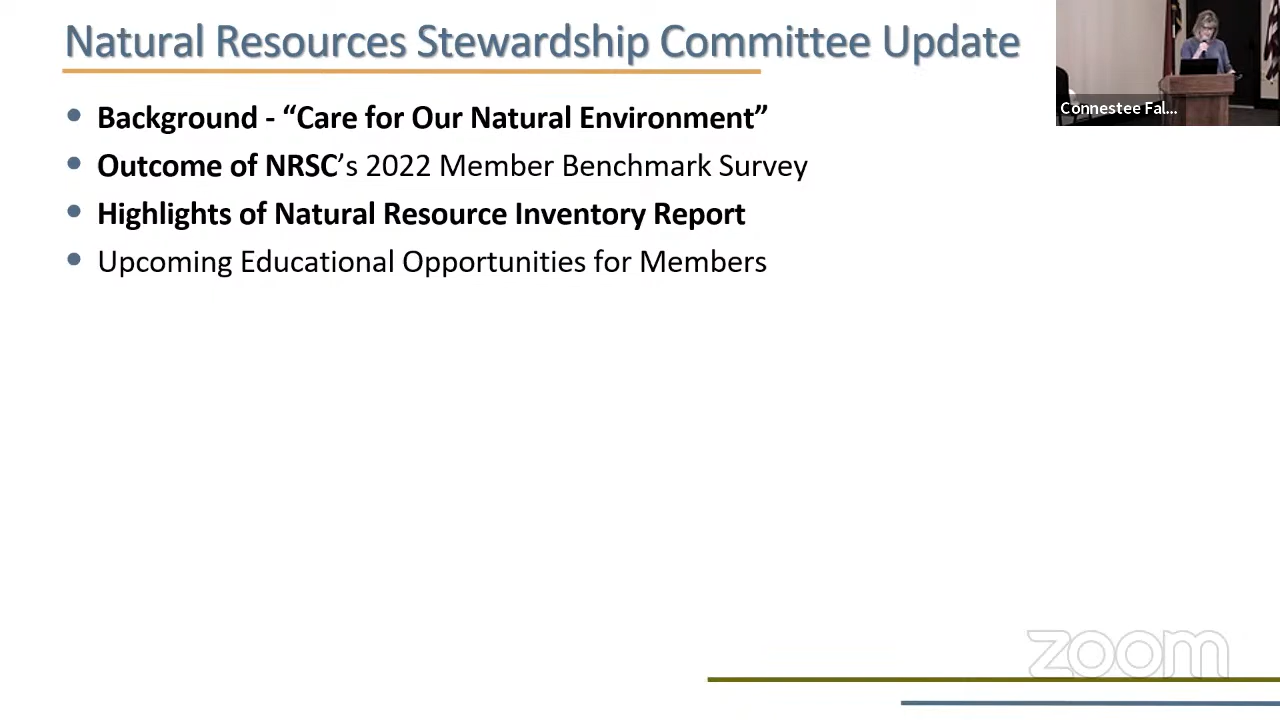 Natural Resources Stewardship Committee Update
Connestee Fal...
Background - “Care for Our Natural Environment”
Outcome of NRSC’s 2022 Member Benchmark Survey
Highlights of Natural Resource Inventory Report
Upcoming Educational Opportunities for Members
zoom